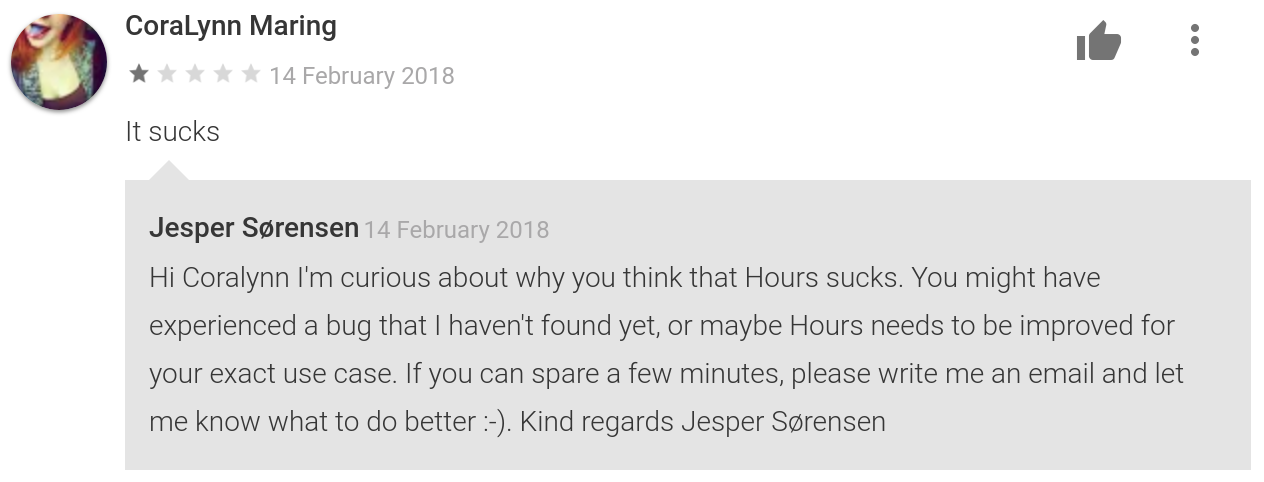 CoraLynn Maring
14 February 2018
It sucks
Jesper Sørensen 14 February 2018
Hi Coralynn I'm curious about why you think that Hours sucks. You might have
experienced a bug that I haven't found yet, or maybe Hours needs to be improved for
your exact use case. If you can spare a few minutes, please write me an email and let
me know what to do better :-). Kind regards Jesper Sørensen